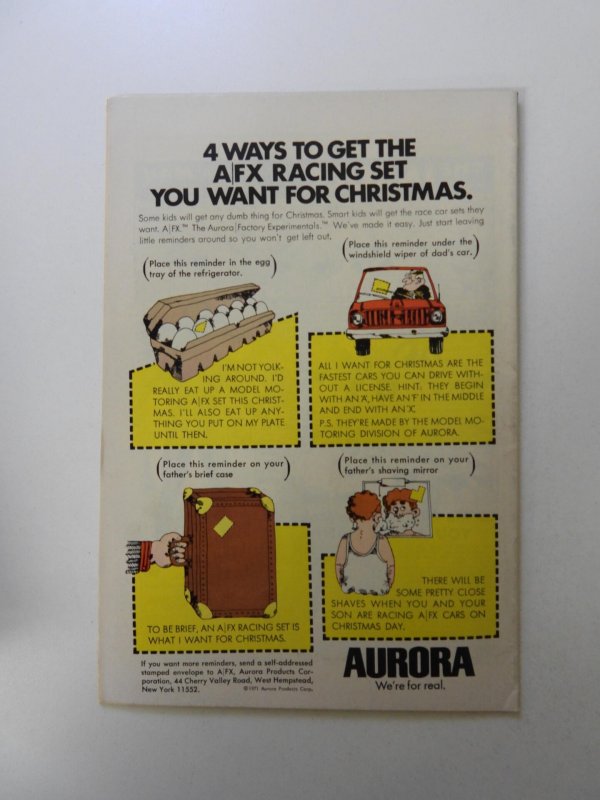 4 WAYS TO GET THE
A|FX RACING SET
YOU WANT FOR CHRISTMAS.
Some kids will get any dumb thing for Christmas. Smart kids will get the race car sets they
want. A|FX.™ The Aurora|Factory Experimentals.™ We've made it easy. Just start leaving
little reminders around so you won't get left out.
(Place this reminder in the egg
tray of the refrigerator.)
I'M NOT YOLK-
ING AROUND. I'D
REALLY EAT UP A MODEL MO-
TORING A|FX SET THIS CHRIST-
MAS. I'LL ALSO EAT UP ANY-
THING YOU PUT ON MY PLATE
UNTIL THEN.
(Place this reminder under the
windshield wiper of dad's car.)
ALL I WANT FOR CHRISTMAS ARE THE
FASTEST CARS YOU CAN DRIVE WITH-
OUT A LICENSE. HINT: THEY BEGIN
WITH AN 'A', HAVE AN 'F' IN THE MIDDLE
AND END WITH AN 'X'.
P.S. THEY'RE MADE BY THE MODEL MO-
TORING DIVISION OF AURORA.
(Place this reminder on your
father's brief case)
TO BE BRIEF, AN A|FX RACING SET IS
WHAT I WANT FOR CHRISTMAS.
(Place this reminder on your
father's shaving mirror)
THERE WILL BE
SOME PRETTY CLOSE
SHAVES WHEN YOU AND YOUR
SON ARE RACING A|FX CARS ON
CHRISTMAS DAY.
If you want more reminders, send a self-addressed
stamped envelope to A|FX, Aurora Products Cor-
poration, 44 Cherry Valley Road, West Hempstead,
New York 11552.
©1971 Aurora Products Corp.
AURORA
We're for real.